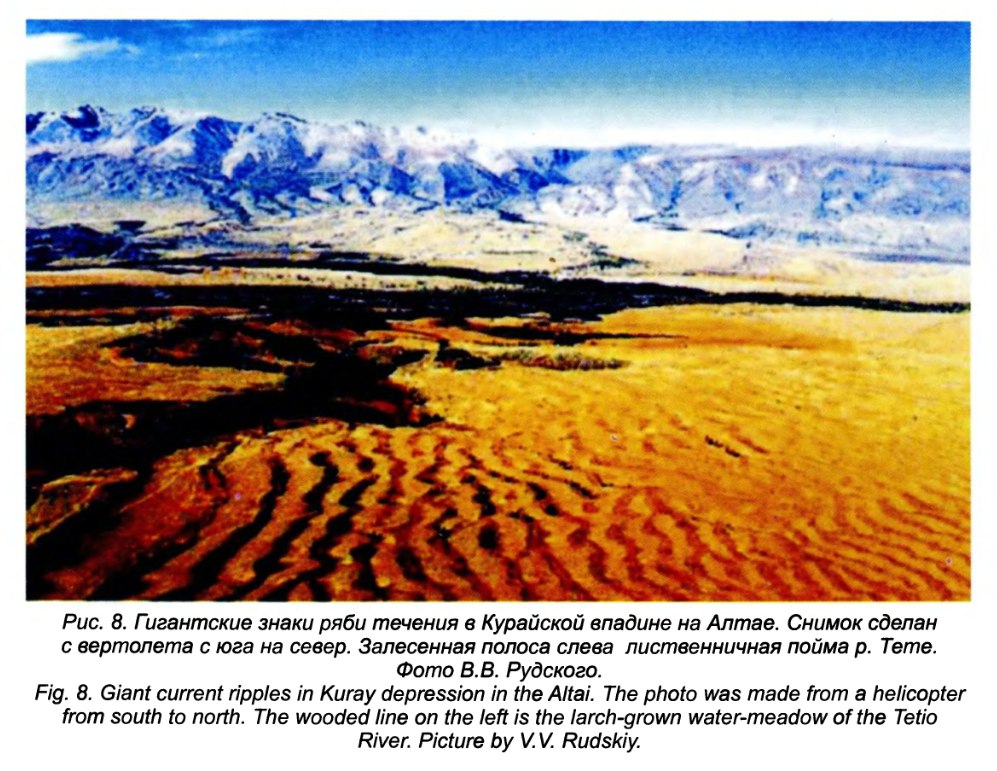 Рис. 8. Гигантские знаки ряби течения в Курайской впадине на Алтае. Снимок сделан
с вертолета с юга на север. Залесенная полоса слева лиственничная пойма р. Тете.
Фото В.В. Рудского.
Fig. 8. Giant current ripples in Kuray depression in the Altai. The photo was made from a helicopter
from south to north. The wooded line on the left is the larch-grown water-meadow of the Tetio
River. Picture by V.V. Rudskiy.